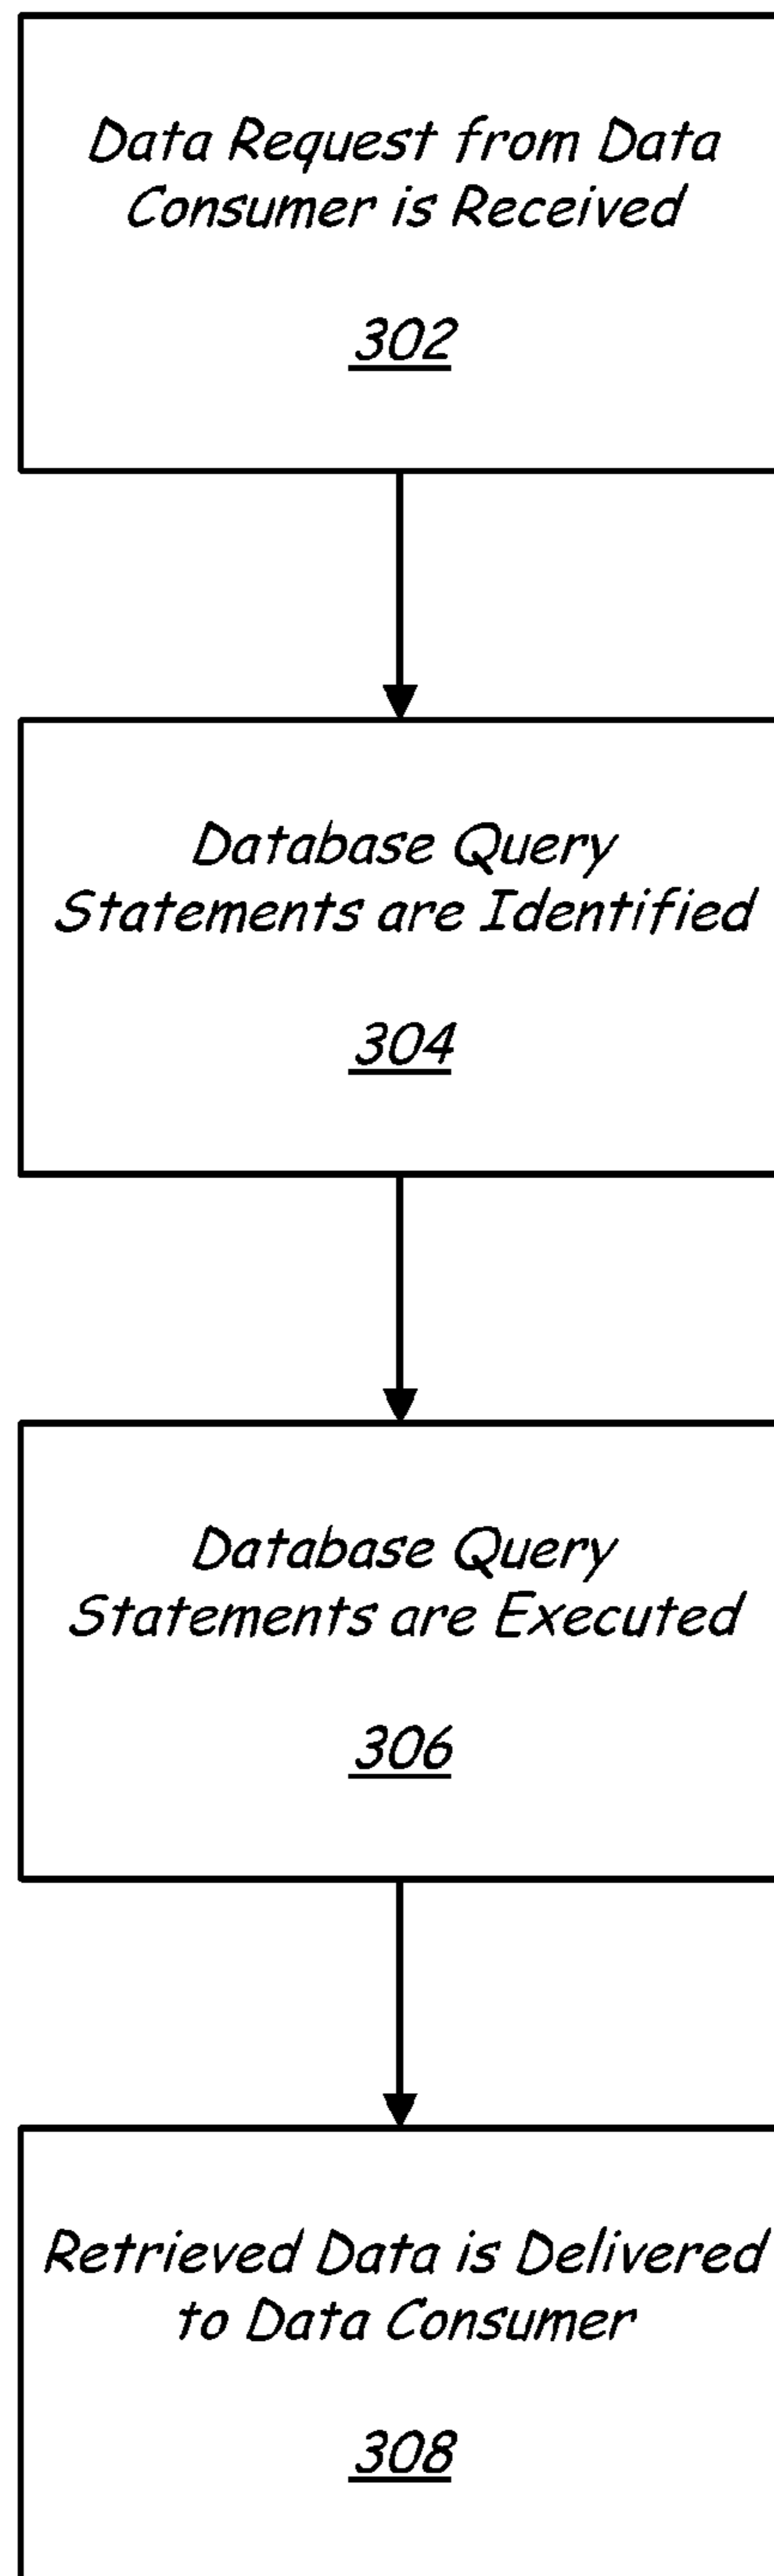 Data Request from Data
Consumer is Received
302
Database Query
Statements are Identified
304
Database Query
Statements are Executed
306
Retrieved Data is Delivered
to Data Consumer
308